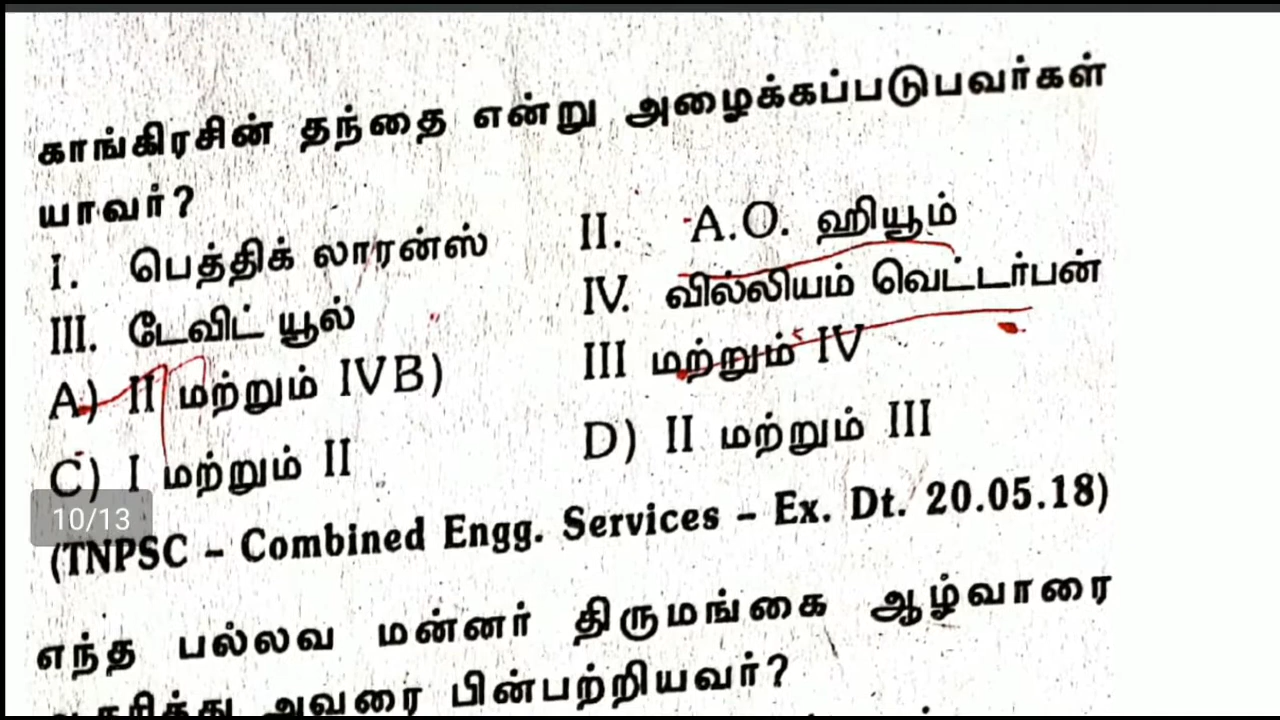 காங்கிரசின் தந்தை என்று அழைக்கப்படுபவர்கள்
யாவர்?
I. பெத்திக் லாரன்ஸ் II. A.O. ஹியூம்
III. டேவிட் யூல் IV. வில்லியம் வெட்டர்பன்
A) II மற்றும் IV B) III மற்றும் IV
C) I மற்றும் II D) II மற்றும் III
10/13
(TNPSC – Combined Engg. Services – Ex. Dt. 20.05.18)
எந்த பல்லவ மன்னர் திருமங்கை ஆழ்வாரை
அவரை பின்பற்றியவர்?